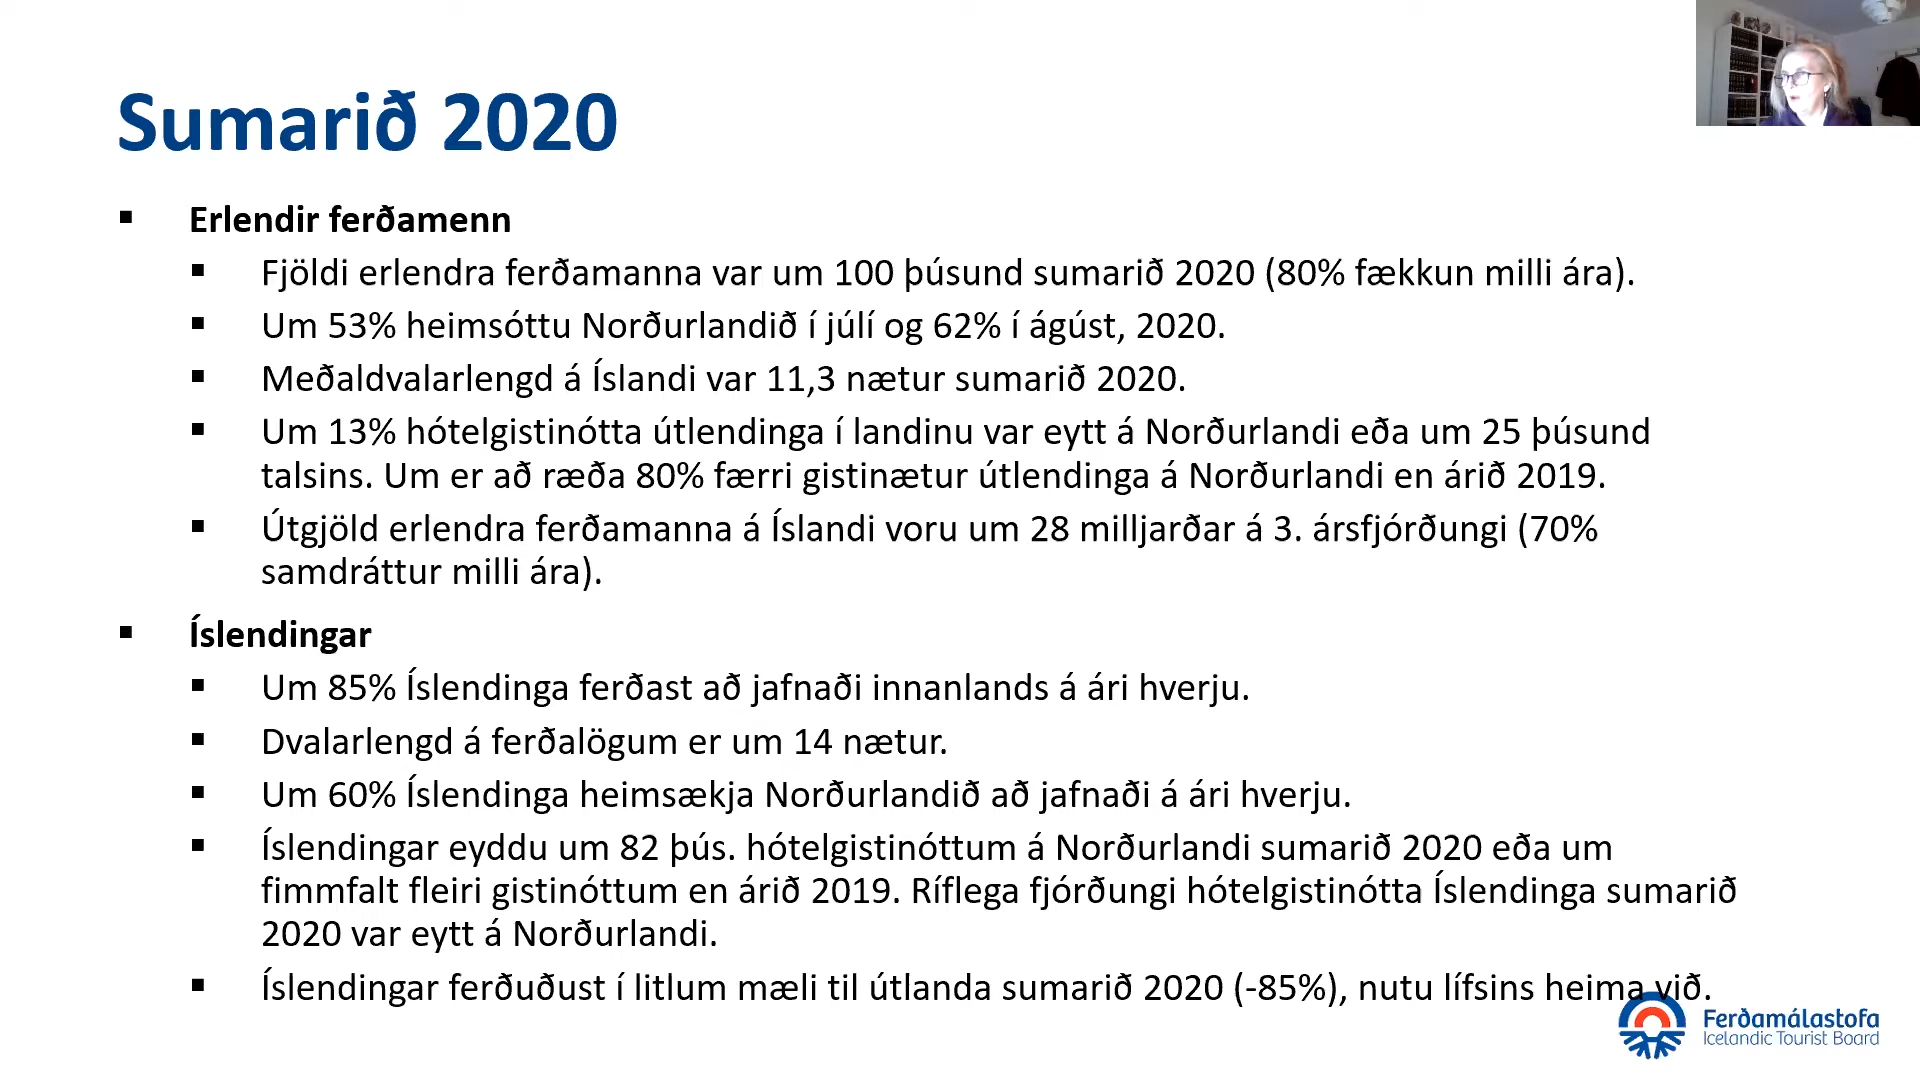 Sumarið 2020
Erlendir ferðamenn
Fjöldi erlendra ferðamanna var um 100 þúsund sumarið 2020 (80% fækkun milli ára).
Um 53% heimsóttu Norðurlandið í júlí og 62% í ágúst, 2020.
Meðaldvalarlengd á Íslandi var 11,3 nætur sumarið 2020.
Um 13% hótelgistinótta útlendinga í landinu var eytt á Norðurlandi eða um 25 þúsund
talsins. Um er að ræða 80% færri gistinætur útlendinga á Norðurlandi en árið 2019.
Útgjöld erlendra ferðamanna á Íslandi voru um 28 milljarðar á 3. ársfjórðungi (70%
samdráttur milli ára).
Íslendingar
Um 85% Íslendinga ferðast að jafnaði innanlands á ári hverju.
Dvalarlengd á ferðalögum er um 14 nætur.
Um 60% Íslendinga heimsækja Norðurlandið að jafnaði á ári hverju.
Íslendingar eyddu um 82 þús. hótelgistinóttum á Norðurlandi sumarið 2020 eða um
fimmfalt fleiri gistinóttum en árið 2019. Ríflega fjórðungi hótelgistinótta Íslendinga sumarið
2020 var eytt á Norðurlandi.
Íslendingar ferðuðust í litlum mæli til útlanda sumarið 2020 (-85%), nutu lífsins heima við.
Ferðamálastofa
Icelandic Tourist Board